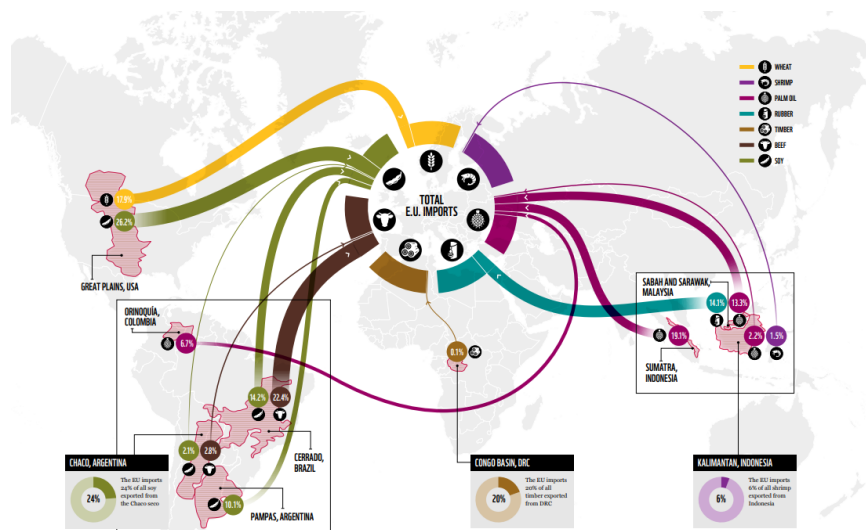 WHEAT
SHRIMP
PALM OIL
RUBBER
TIMBER
BEEF
SOY
TOTAL
E.U. IMPORTS
17.9%
26.2%
GREAT PLAINS, USA
ORINOQUÍA,
COLOMBIA
6.7%
14.2%
22.4%
CERRADO,
BRAZIL
2.1%
2.8%
10.1%
PAMPAS, ARGENTINA
CHACO, ARGENTINA
24%
The EU imports
24% of all soy
exported from
the Chaco sero
0.1%
CONGO BASIN, DRC
20%
The EU imports
20% of all
timber exported
from DRC
SABAH AND SARAWAK,
MALAYSIA
14.1%
13.3%
19.1%
2.2%
1.5%
SUMATRA,
INDONESIA
KALIMANTAN, INDONESIA
6%
The EU imports
6% of all shrimp
exported from
Indonesia